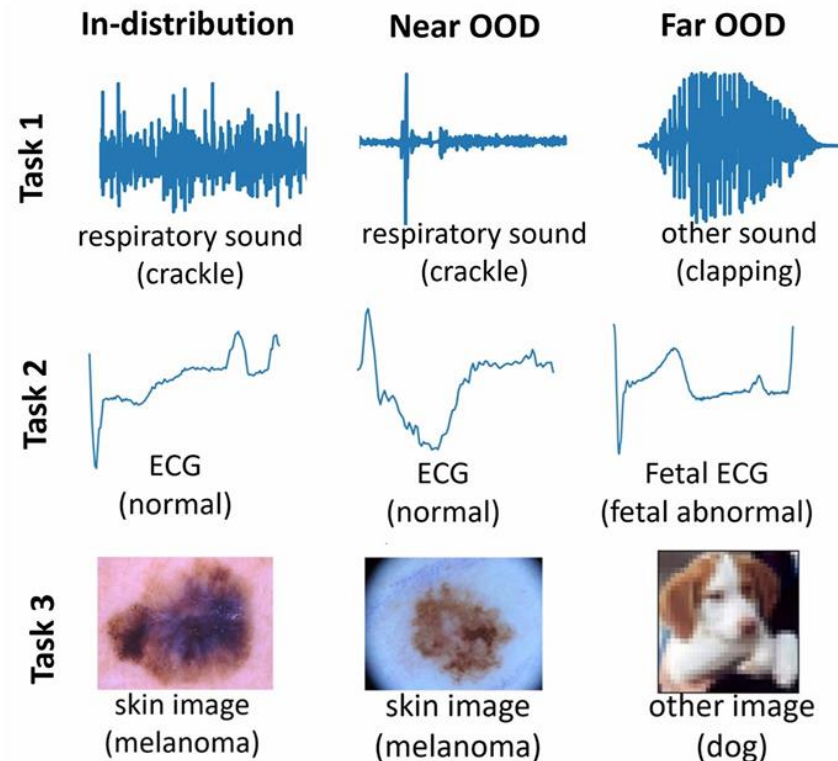 In-distribution Near OOD Far OOD
Task 1
respiratory sound
(crackle)
respiratory sound
(crackle)
other sound
(clapping)
Task 2
ECG
(normal)
ECG
(normal)
Fetal ECG
(fetal abnormal)
Task 3
skin image
(melanoma)
skin image
(melanoma)
other image
(dog)